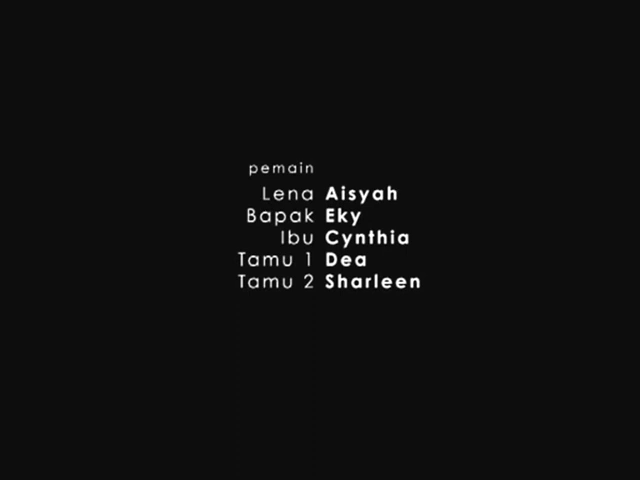 pemain
Lena Aisyah
Bapak Eky
Ibu Cynthia
Tamu 1 Dea
Tamu 2 Sharleen